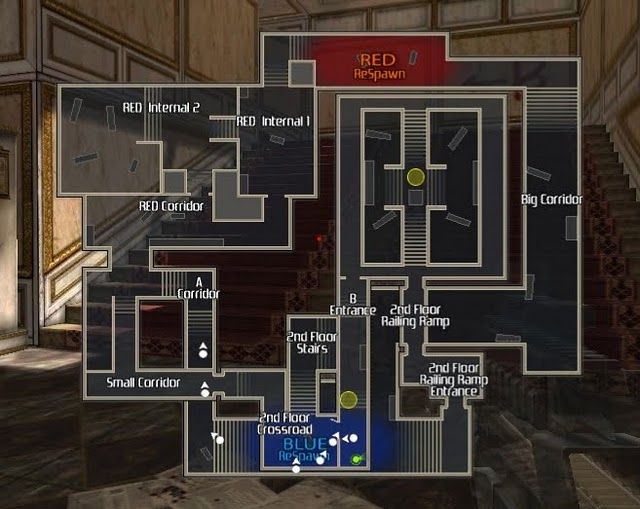 RED
ReSpawn
RED Internal 2
RED Internal 1
Big Corridor
RED Corridor
A
Corridor
B
Entrance
2nd Floor
Railing Ramp
2nd Floor
Stairs
2nd Floor
Railing Ramp
Entrance
Small Corridor
2nd Floor
Crossroad
BLUE
ReSpawn